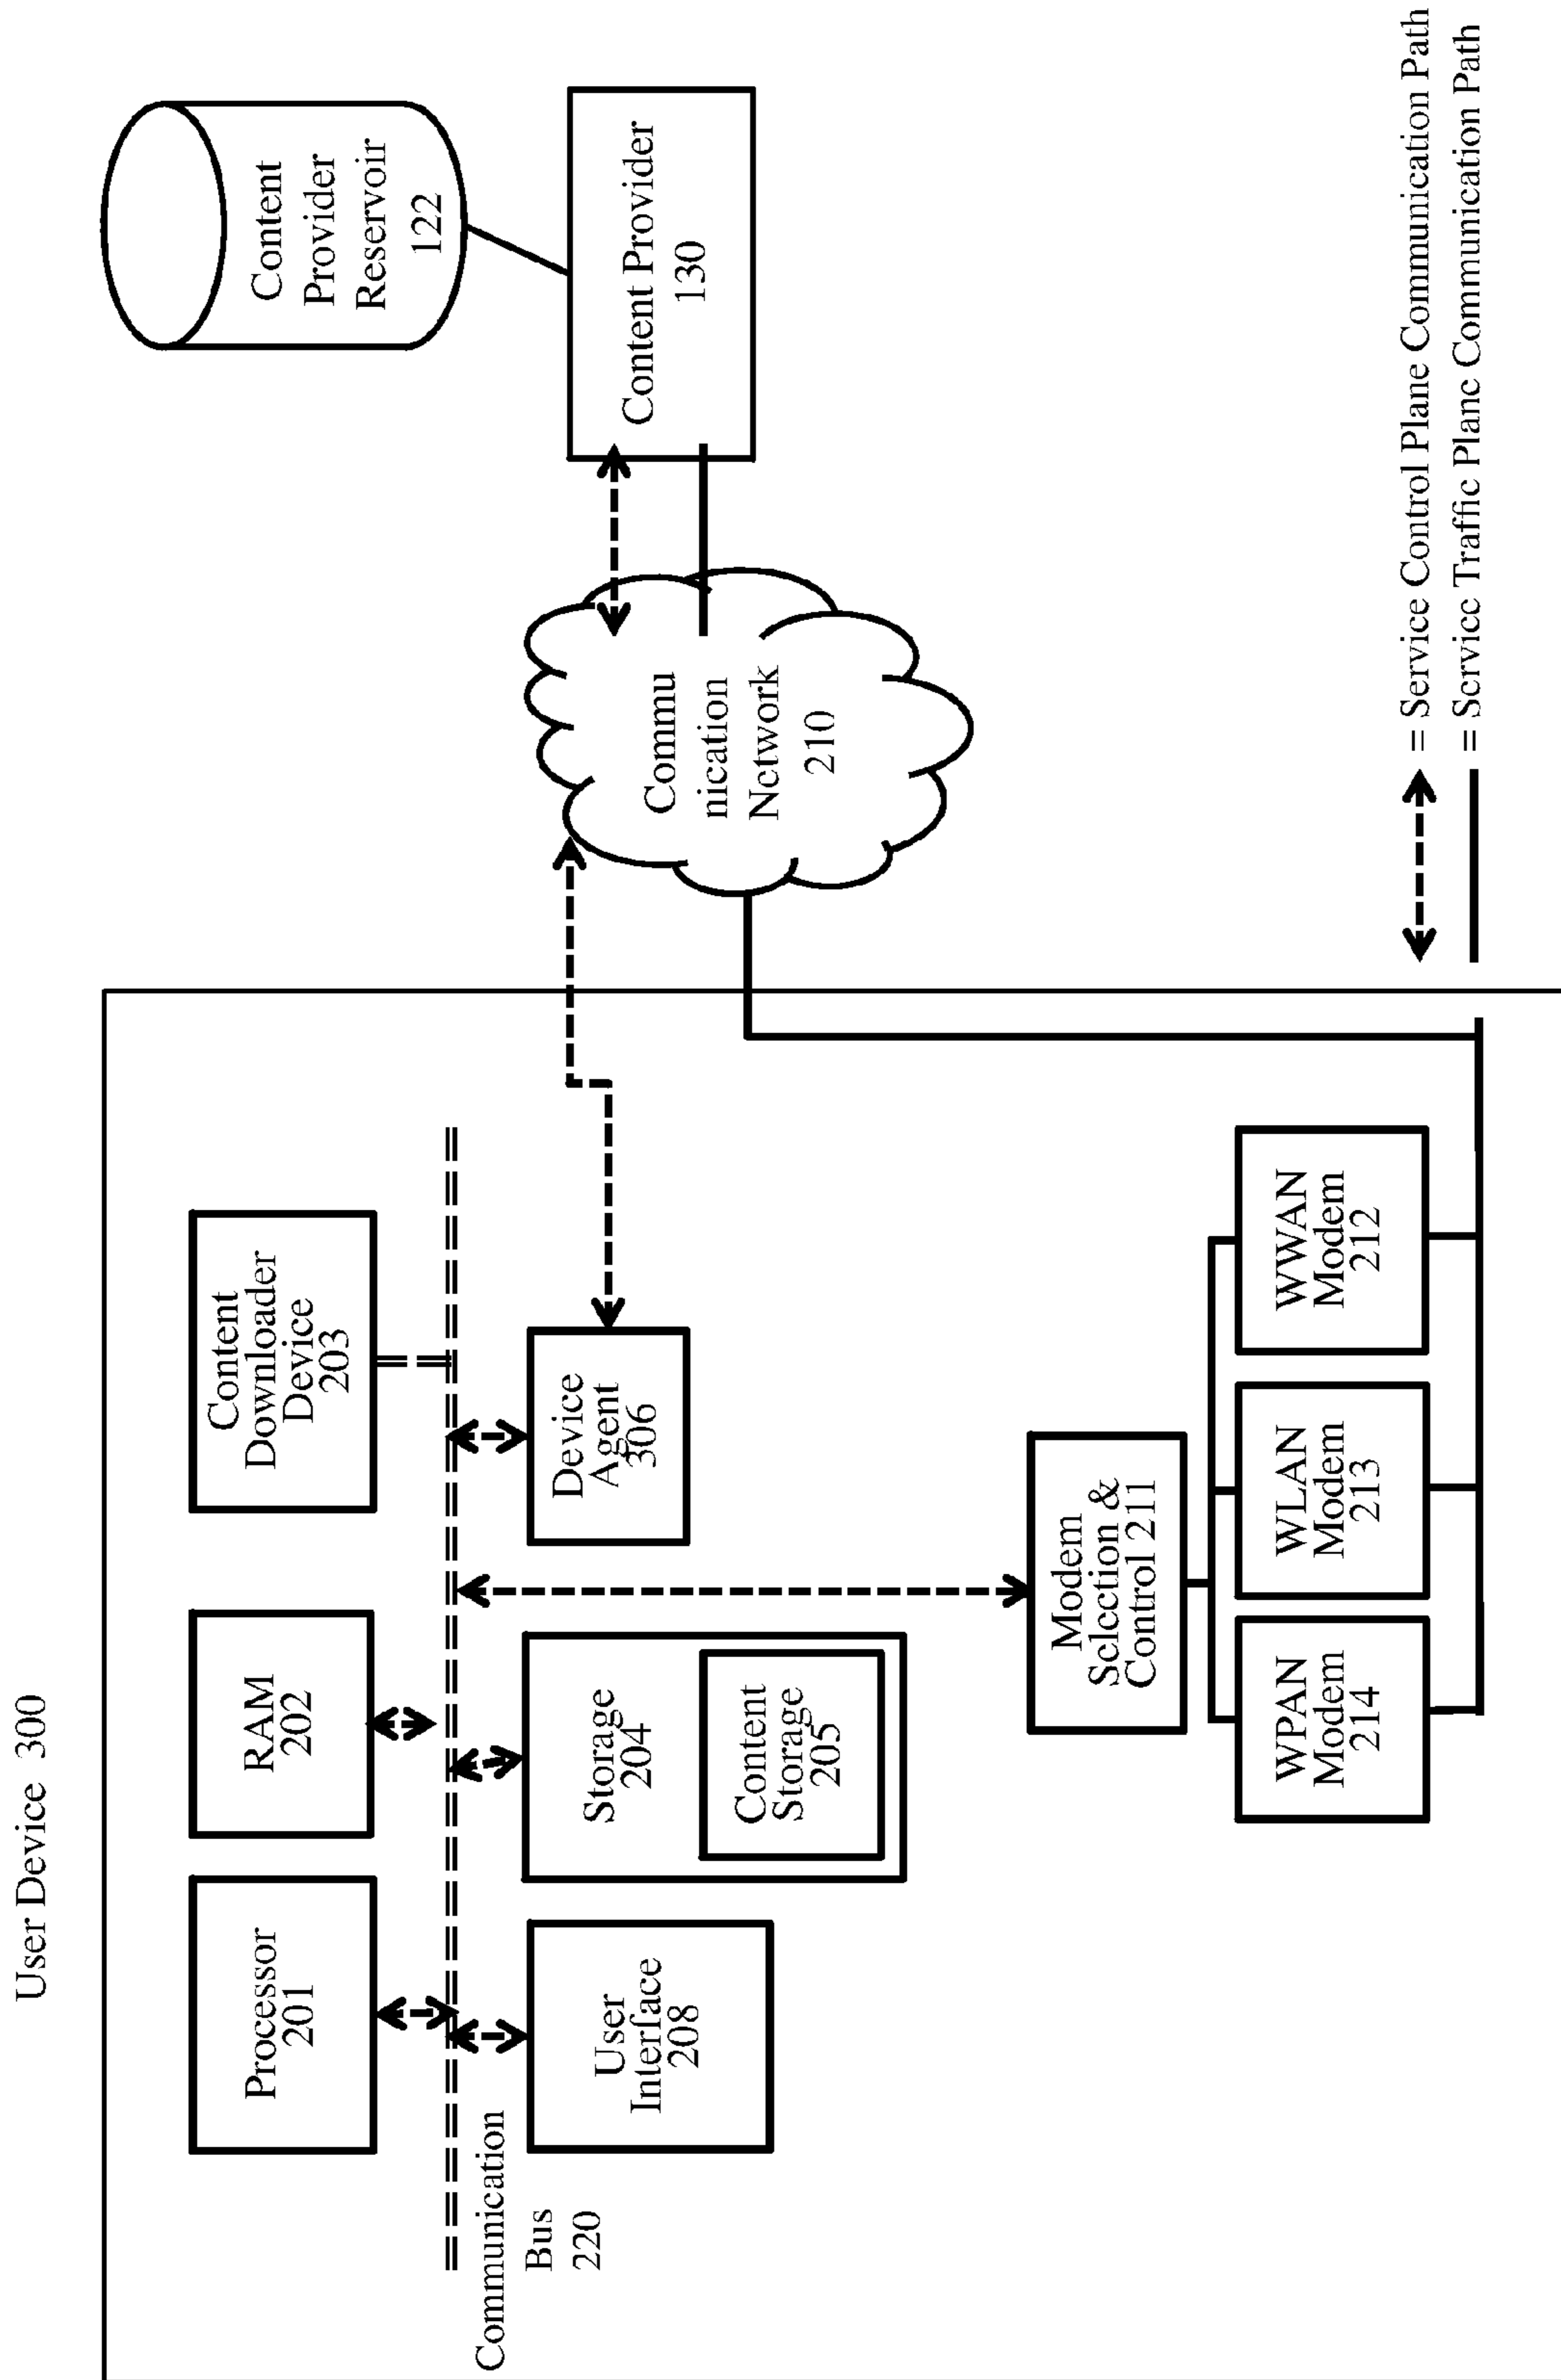 User Device 300
Processor
201
RAM
202
Content
Downloader
Device
203
Content
Provider
Reservoir
122
Communication
Bus
220
User
Interface
208
Storage
204
Content
Storage
205
Device
Agent
306
Commu
nication
Network
210
Content Provider
130
Modem
Selection &
Control 211
WPAN
Modem
214
WLAN
Modem
213
WWAN
Modem
212
= Service Control Plane Communication Path
= Service Traffic Plane Communication Path